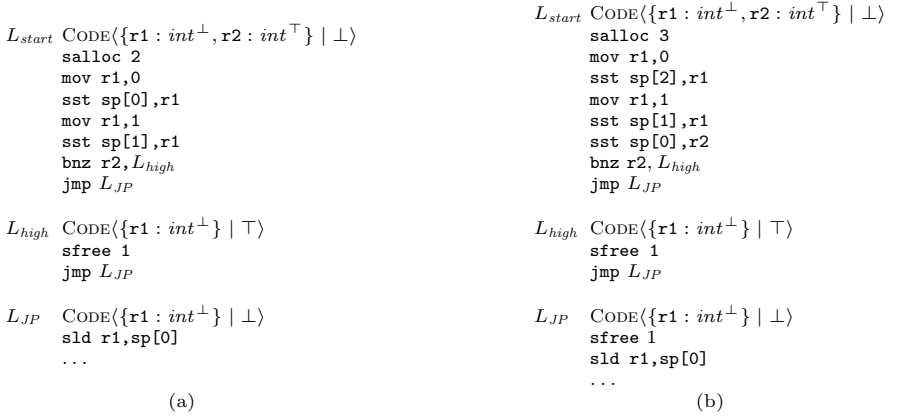 L_start CODE⟨{r1 : int^⊥, r2 : int^⊤} | ⊥⟩
salloc 2
mov r1,0
sst sp[0],r1
mov r1,1
sst sp[1],r1
bnz r2,L_high
jmp L_JP
L_high CODE⟨{r1 : int^⊥} | ⊤⟩
sfree 1
jmp L_JP
L_JP CODE⟨{r1 : int^⊥} | ⊥⟩
sld r1,sp[0]
...
(a)
L_start CODE⟨{r1 : int^⊥, r2 : int^⊤} | ⊥⟩
salloc 3
mov r1,0
sst sp[2],r1
mov r1,1
sst sp[1],r1
sst sp[0],r2
bnz r2, L_high
jmp L_JP
L_high CODE⟨{r1 : int^⊥} | ⊤⟩
sfree 1
jmp L_JP
L_JP CODE⟨{r1 : int^⊥} | ⊥⟩
sfree 1
sld r1,sp[0]
...
(b)